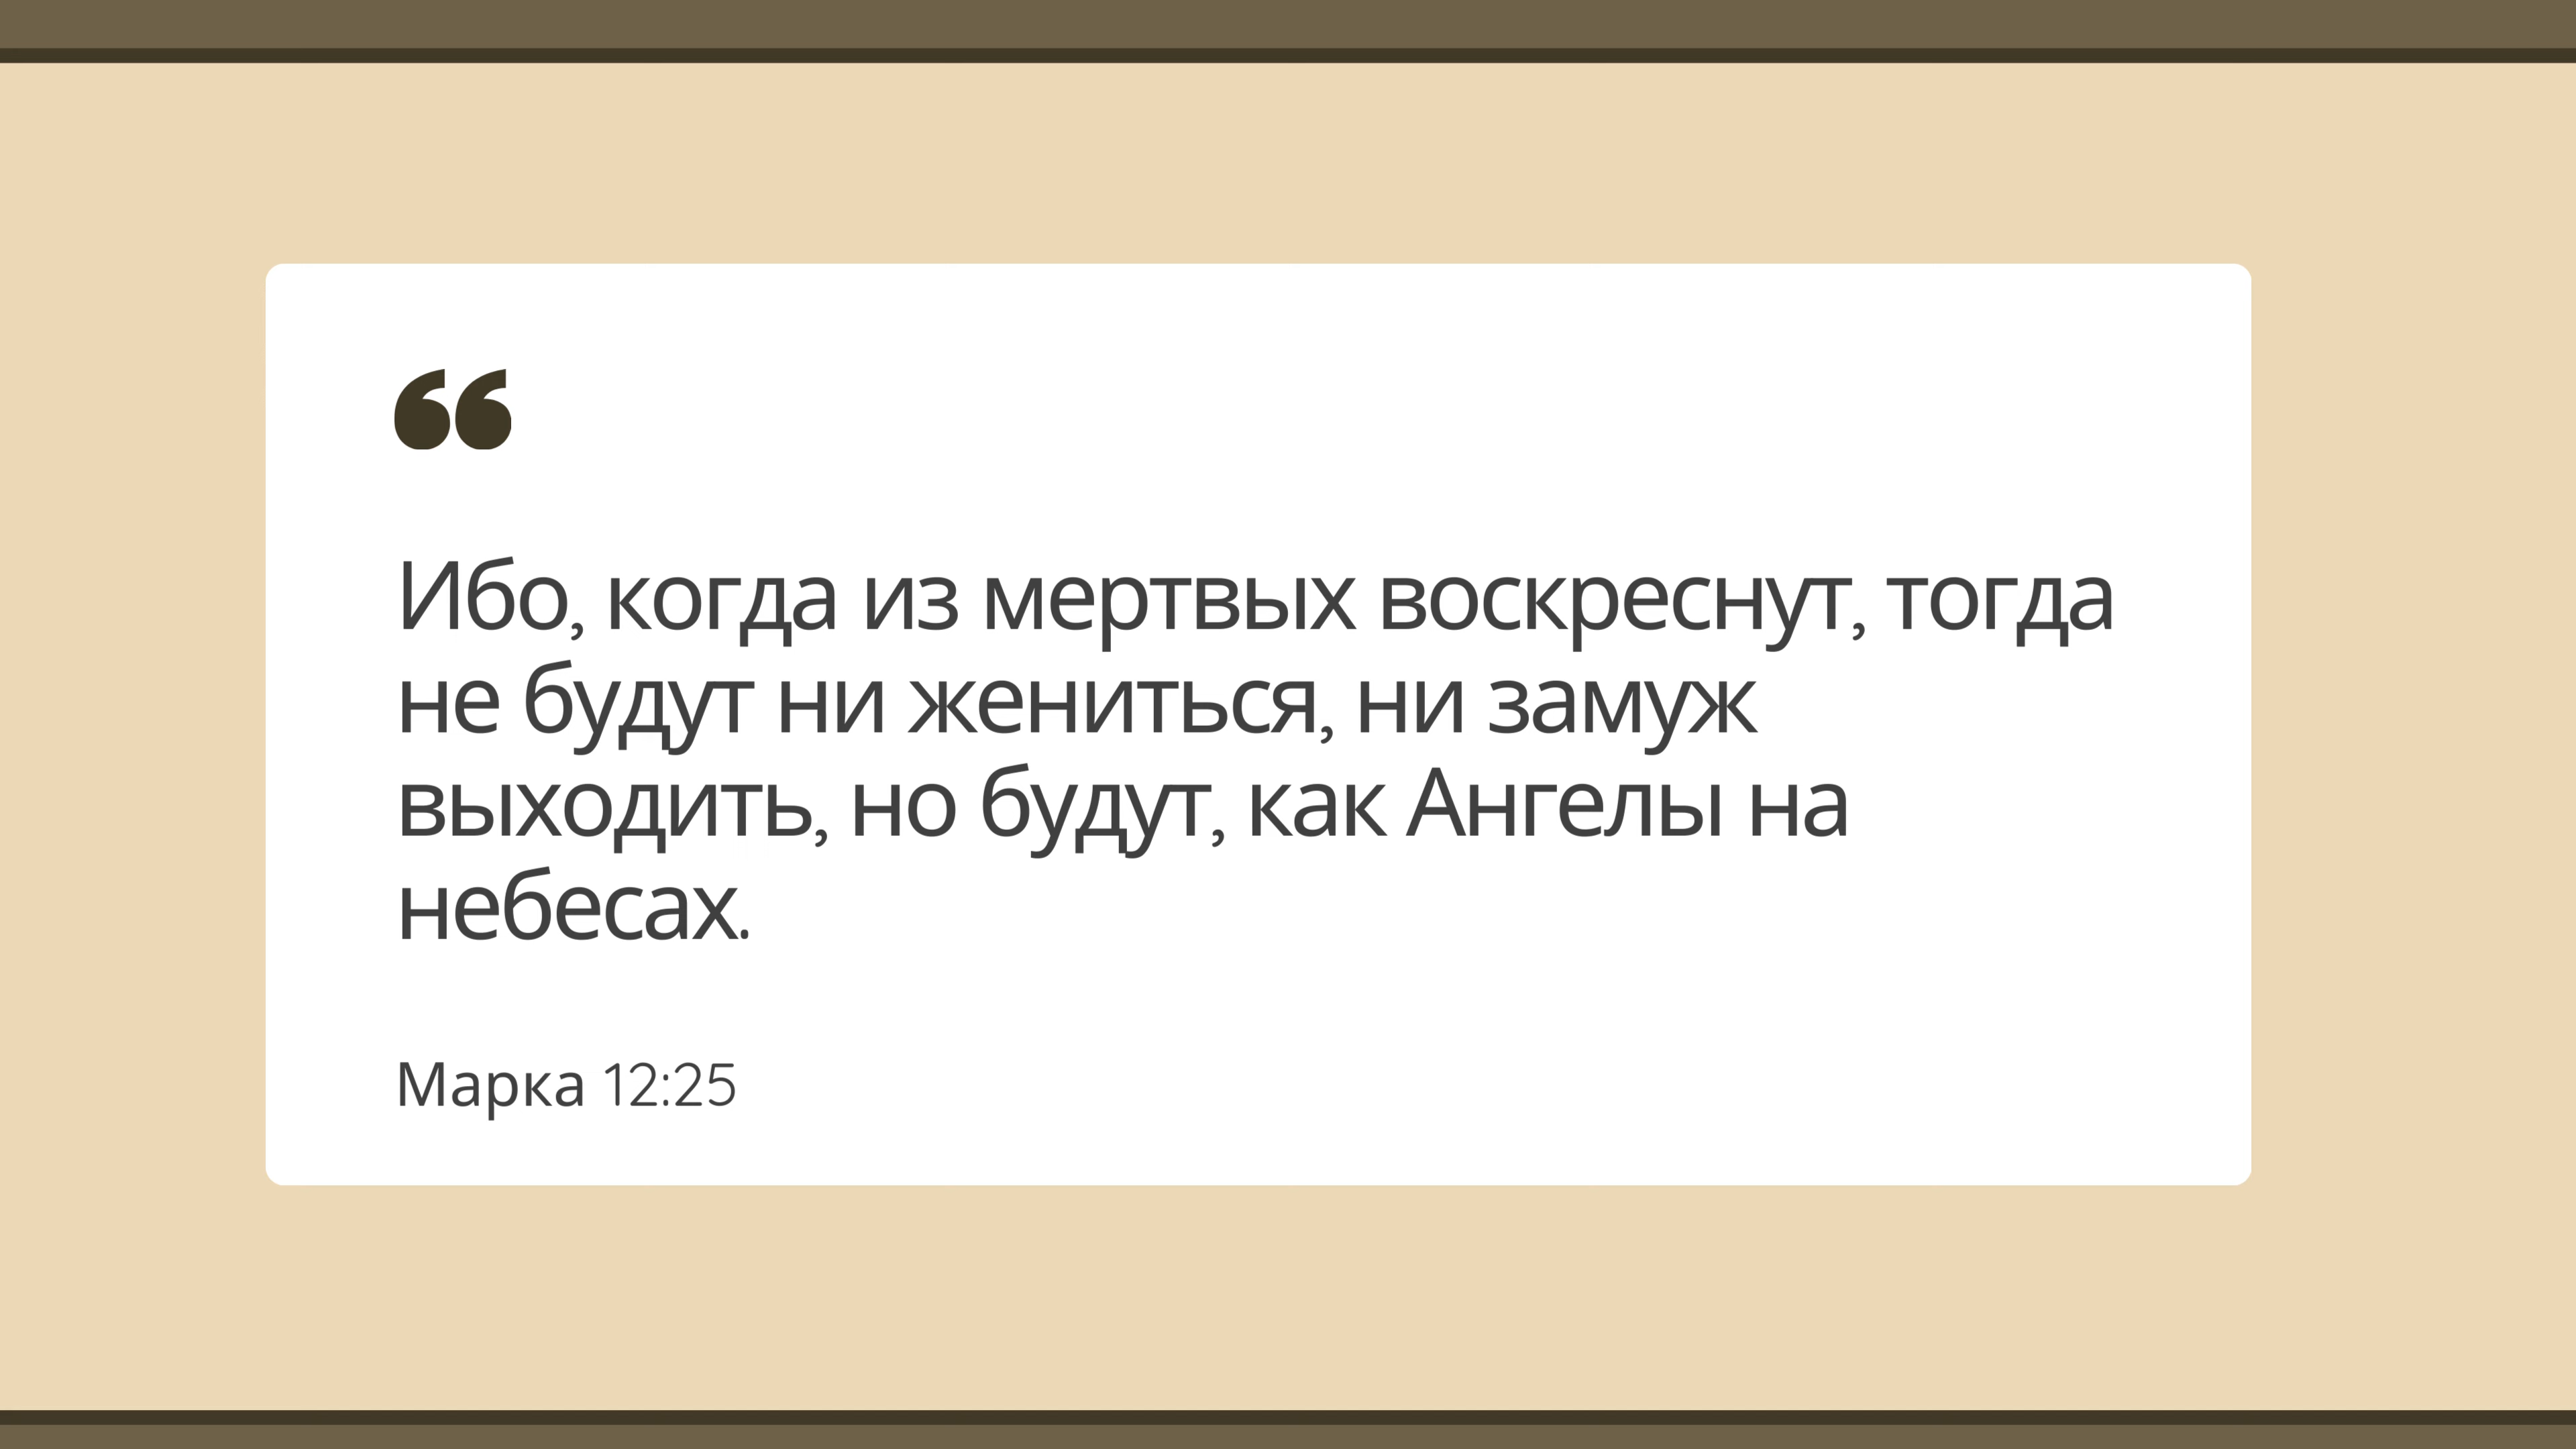 “
Ибо, когда из мертвых воскреснут, тогда
не будут ни жениться, ни замуж
выходить, но будут, как Ангелы на
небесах.
Марка 12:25